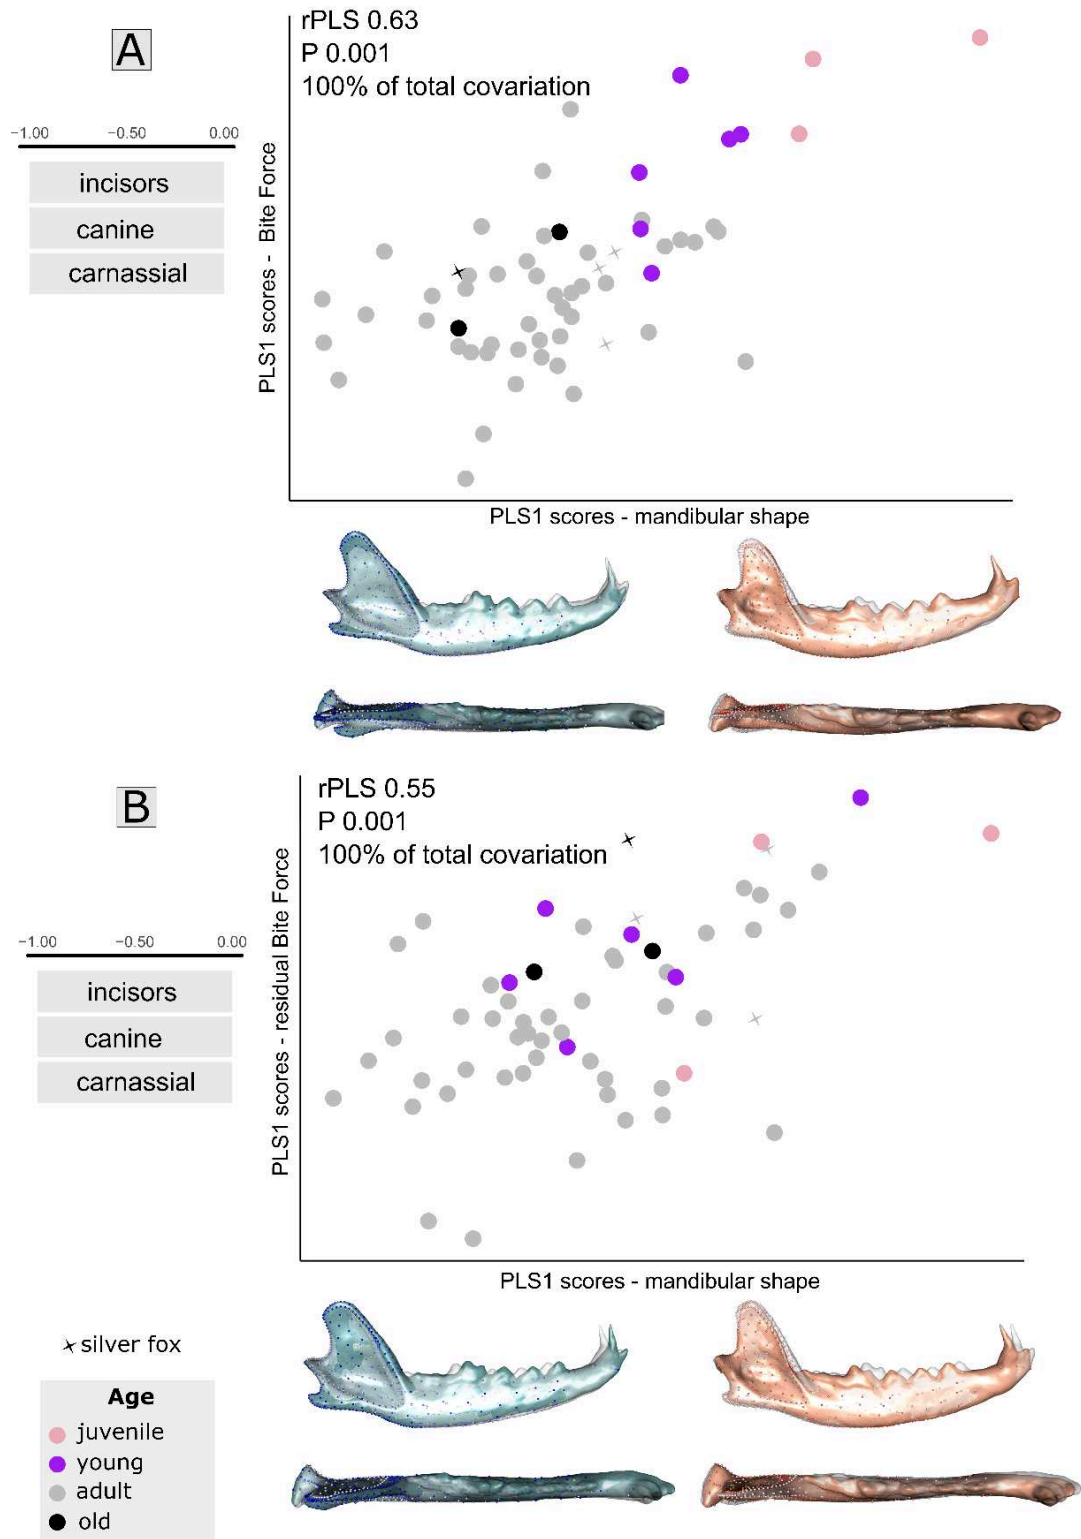 A
rPLS 0.63
P 0.001
100% of total covariation
−1.00 −0.50 0.00
incisors
canine
carnassial
PLS1 scores - Bite Force
PLS1 scores - mandibular shape
B
rPLS 0.55
P 0.001
100% of total covariation
−1.00 −0.50 0.00
incisors
canine
carnassial
PLS1 scores - residual Bite Force
PLS1 scores - mandibular shape
silver fox
Age
juvenile
young
adult
old